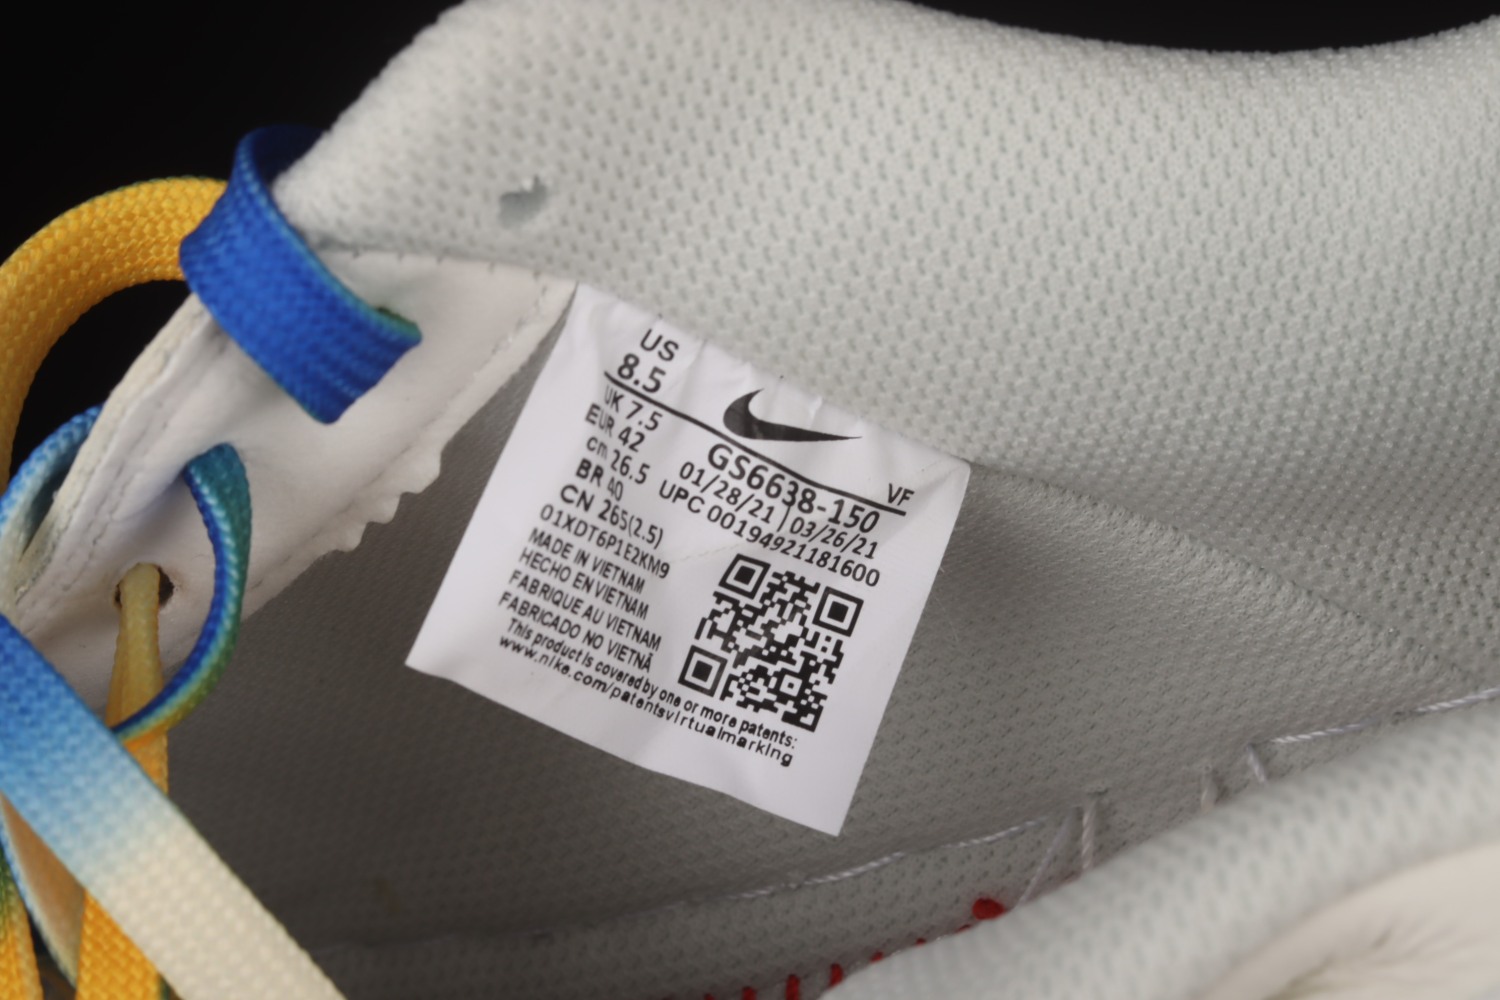 US
8.5
UK 7.5
EUR 42
cm 26.5
BR 40
CN 265(2.5)
01XDT6P1E2KM9
MADE IN VIETNAM
HECHO EN VIETNAM
FABRIQUE AU VIETNAM
FABRICADO NO VIETNÃ
This product is covered by one or more patents:
www.nike.com/patentsvirtualmarking
VF
GS6638-150
01/28/21 | 03/26/21
UPC 00194921181600